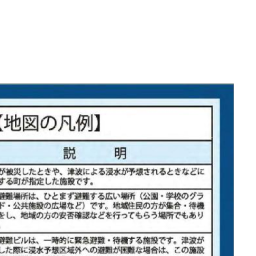 【地図の凡例】
説 明
が被災したときや、津波による浸水が予想されるときなどに
する町が指定した施設です。
避難場所は、ひとまず避難する広い場所（公園・学校のグラ
ド・公共施設の広場など）です。地域住民の方が集合・待機
をし、地域の方の安否確認などを行ってもらう場所でもあり
。
避難ビルは、一時的に緊急避難・待機する施設です。津波が
した際に浸水予想区域外への避難が困難な場合は、この施設